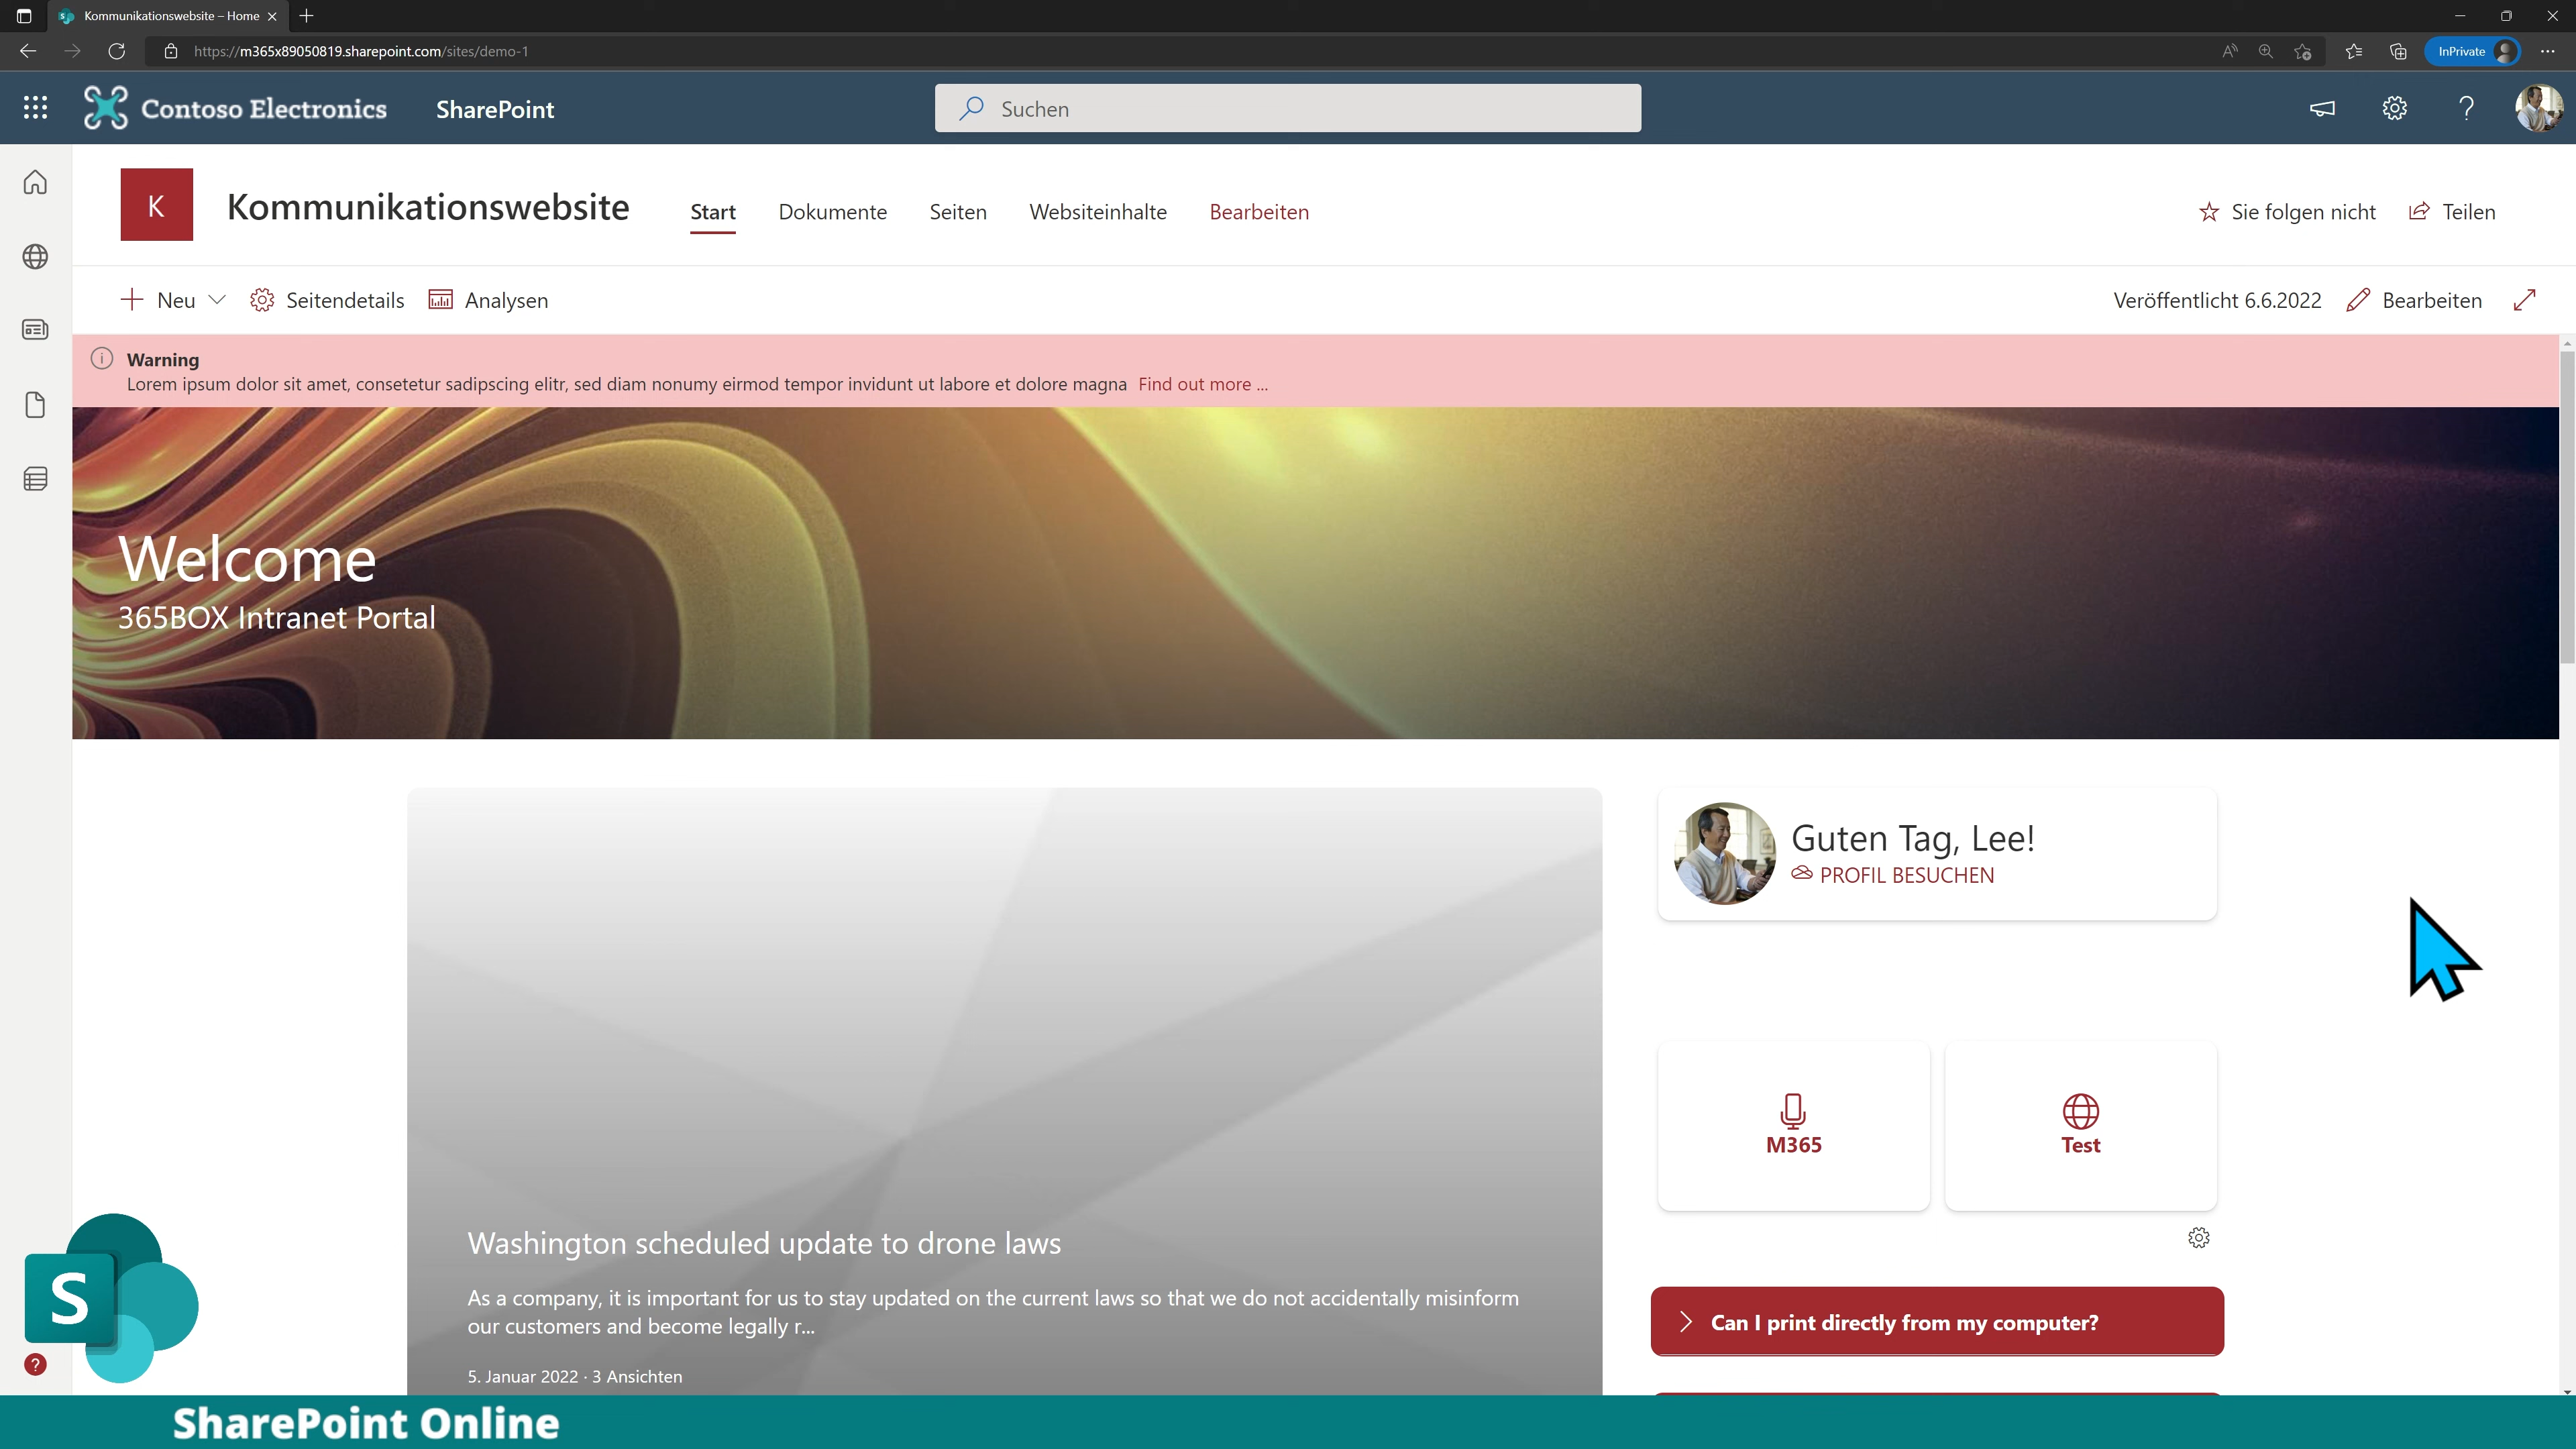 Kommunikationswebsite – Home
https://m365x89050819.sharepoint.com/sites/demo-1
InPrivate
Contoso Electronics
SharePoint
Suchen
K
Kommunikationswebsite
Start
Dokumente
Seiten
Websiteinhalte
Bearbeiten
Sie folgen nicht
Teilen
Neu
Seitendetails
Analysen
Veröffentlicht 6.6.2022
Bearbeiten
Warning
Lorem ipsum dolor sit amet, consetetur sadipscing elitr, sed diam nonumy eirmod tempor invidunt ut labore et dolore magna Find out more ...
Welcome
365BOX Intranet Portal
Guten Tag, Lee!
PROFIL BESUCHEN
M365
Test
Washington scheduled update to drone laws
As a company, it is important for us to stay updated on the current laws so that we do not accidentally misinform
our customers and become legally r...
5. Januar 2022 · 3 Ansichten
Can I print directly from my computer?
S
SharePoint Online